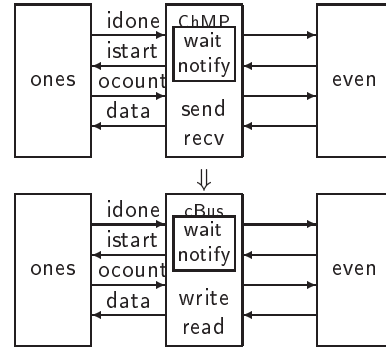 idone
ChMP
wait
istart
notify
ones
ocount
even
data
send
recv
⇓
idone
cBus
wait
istart
notify
ones
ocount
even
data
write
read